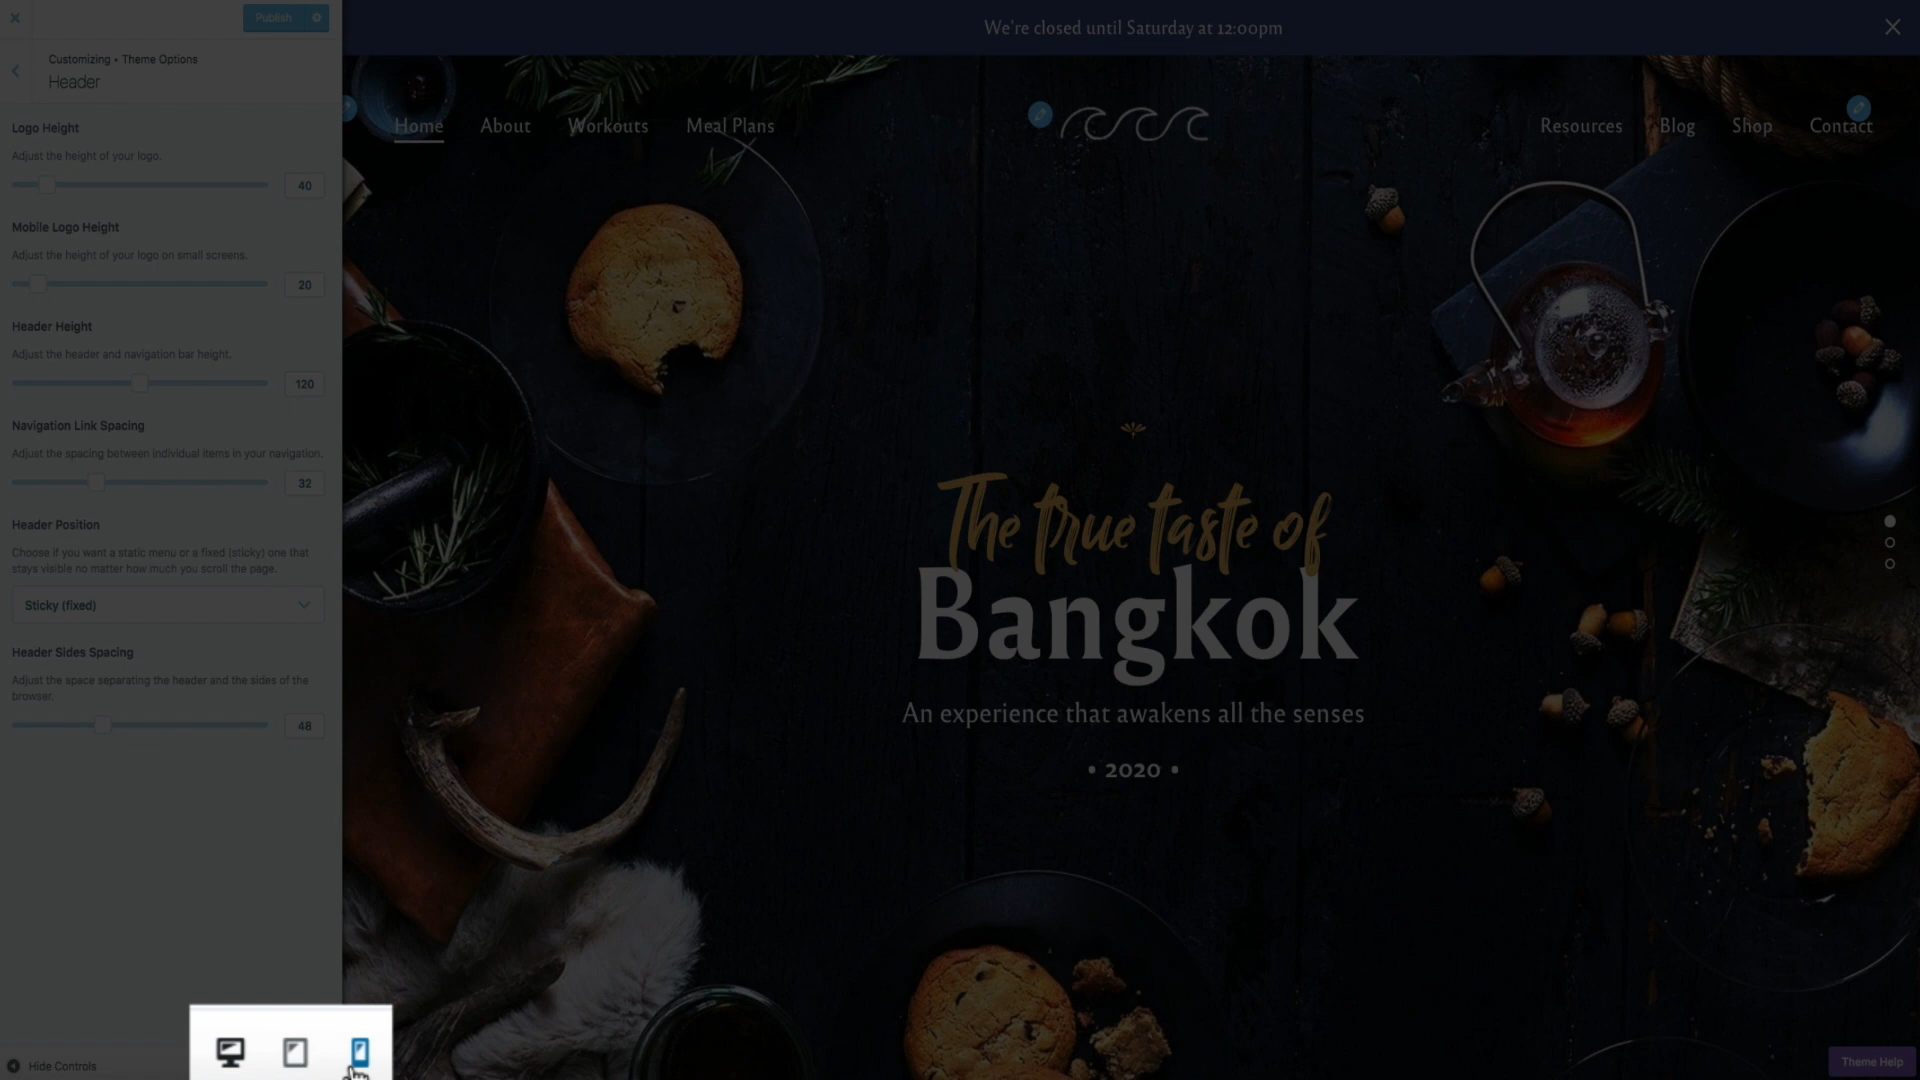 Publish
We're closed until Saturday at 12:00pm
Customizing • Theme Options
Header
Home About Workouts Meal Plans Resources Blog Shop Contact
Logo Height
Adjust the height of your logo.
40
Mobile Logo Height
Adjust the height of your logo on small screens.
20
Header Height
Adjust the header and navigation bar height.
120
Navigation Link Spacing
Adjust the spacing between individual items in your navigation.
32
Header Position
Choose if you want a static menu or a fixed (sticky) one that
stays visible no matter how much you scroll the page.
Sticky (fixed)
Header Sides Spacing
Adjust the space separating the header and the sides of the
browser.
48
The true taste of
Bangkok
An experience that awakens all the senses
• 2020 •
Hide Controls
Theme Help